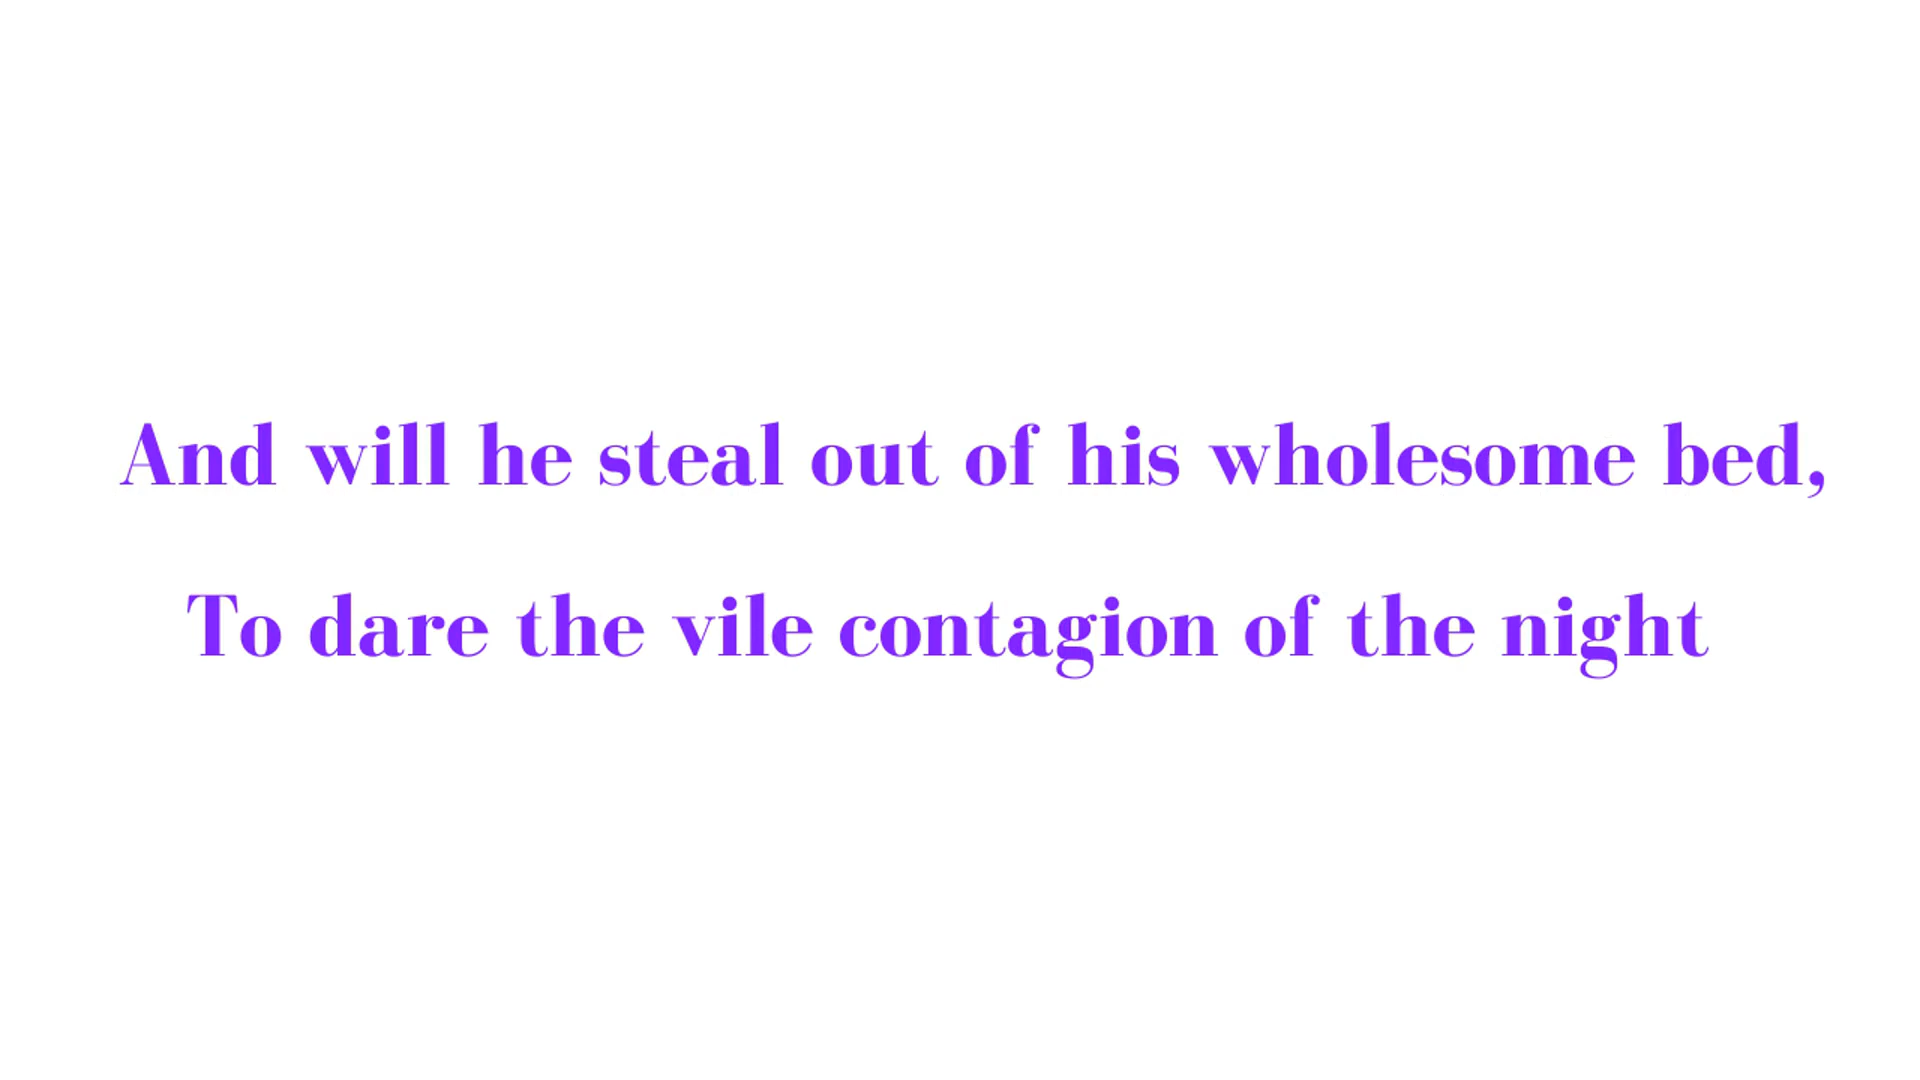 And will he steal out of his wholesome bed,
To dare the vile contagion of the night